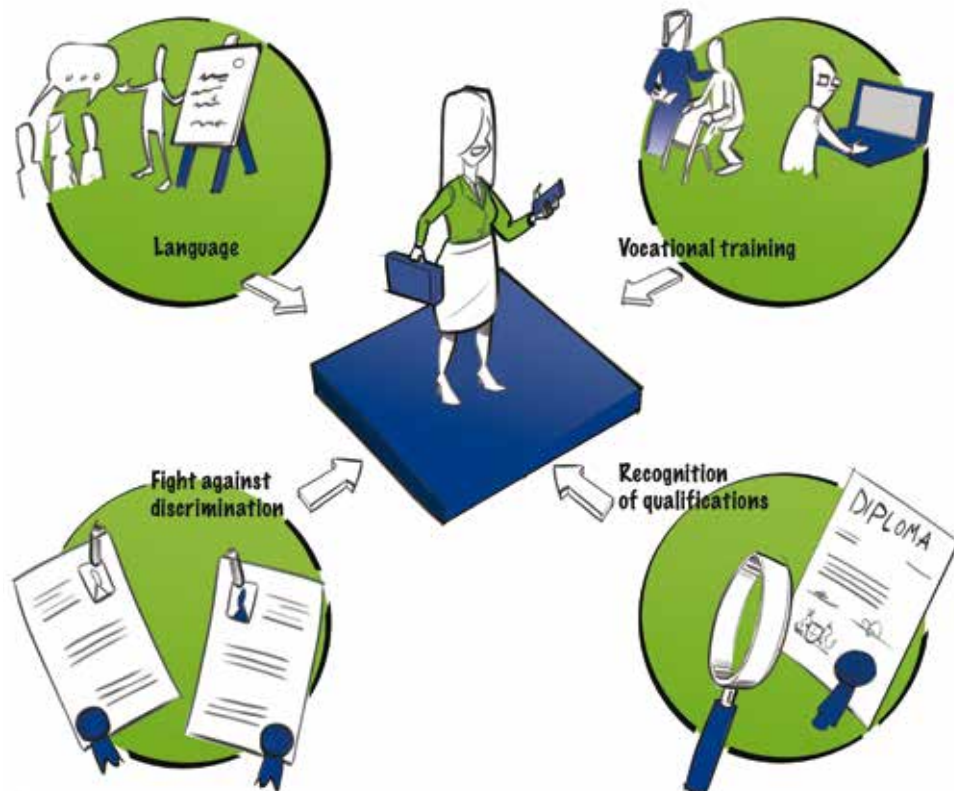 Language
Vocational training
Fight against
discrimination
Recognition
of qualifications
DIPLOMA